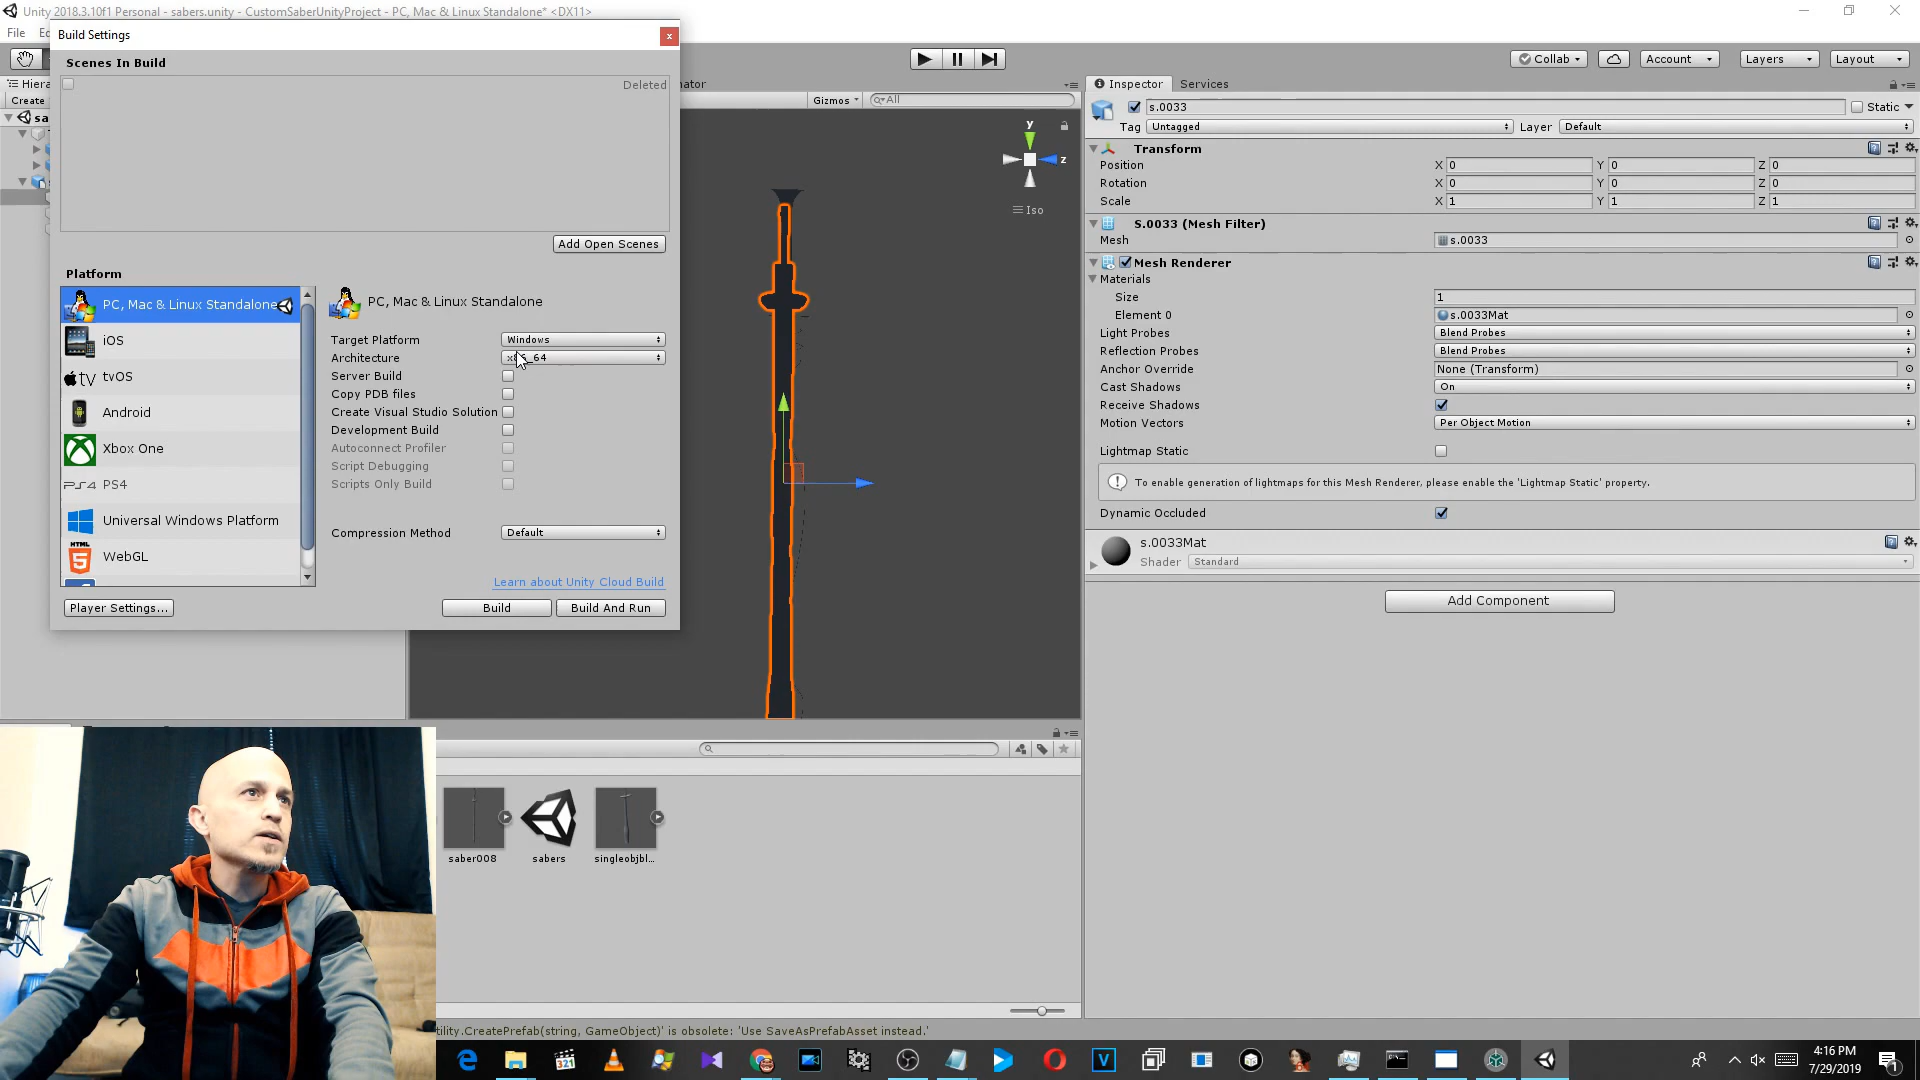 Unity 2018.3.10f1 Personal - sabers.unity - CustomSaberUnityProject - PC, Mac & Linux Standalone* <DX11>
File
Build Settings
Scenes In Build
Deleted
Add Open Scenes
Platform
PC, Mac & Linux Standalone
iOS
tv
tvOS
Android
Xbox One
PS4
Universal Windows Platform
HTML
WebGL
PC, Mac & Linux Standalone
Target Platform
Windows
Architecture
Server Build
Copy PDB files
Create Visual Studio Solution
Development Build
Autoconnect Profiler
Script Debugging
Scripts Only Build
Compression Method
Default
Learn about Unity Cloud Build
Player Settings...
Build
Build And Run
Create
Gizmos
All
y
z
Iso
Collab
Account
Layers
Layout
Inspector
Services
s.0033
Static
Tag
Untagged
Layer
Default
Transform
Position
X 0 Y 0 Z 0
Rotation
X 0 Y 0 Z 0
Scale
X 1 Y 1 Z 1
S.0033 (Mesh Filter)
Mesh
s.0033
Mesh Renderer
Materials
Size
1
Element 0
s.0033Mat
Light Probes
Blend Probes
Reflection Probes
Blend Probes
Anchor Override
None (Transform)
Cast Shadows
On
Receive Shadows
Motion Vectors
Per Object Motion
Lightmap Static
To enable generation of lightmaps for this Mesh Renderer, please enable the 'Lightmap Static' property.
Dynamic Occluded
s.0033Mat
Shader
Standard
Add Component
saber008
sabers
singleobjbl...
tility.CreatePrefab(string, GameObject)' is obsolete: 'Use SaveAsPrefabAsset instead.'
321
V
4:16 PM
7/29/2019
1